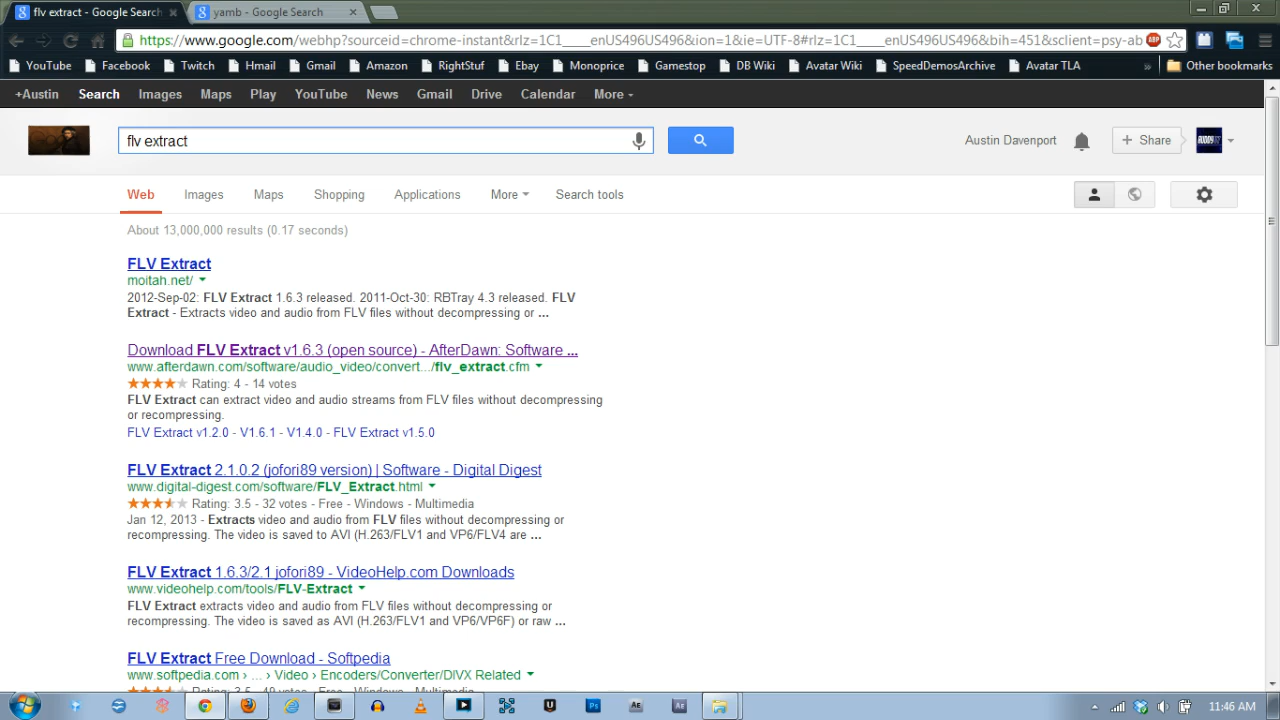 flv extract - Google Search
yamb - Google Search
https://www.google.com/webhp?sourceid=chrome-instant&rlz=1C1____enUS496US496&ion=1&ie=UTF-8#rlz=1C1____enUS496US496&bih=451&sclient=psy-ab
ABP
YouTube Facebook Twitch Hmail Gmail Amazon RightStuf Ebay Monoprice Gamestop DB Wiki Avatar Wiki SpeedDemosArchive Avatar TLA » Other bookmarks
+Austin Search Images Maps Play YouTube News Gmail Drive Calendar More
flv extract
Austin Davenport
+ Share
Web Images Maps Shopping Applications More Search tools
About 13,000,000 results (0.17 seconds)
FLV Extract
moitah.net/
2012-Sep-02: FLV Extract 1.6.3 released. 2011-Oct-30: RBTray 4.3 released. FLV
Extract - Extracts video and audio from FLV files without decompressing or ...
Download FLV Extract v1.6.3 (open source) - AfterDawn: Software ...
www.afterdawn.com/software/audio_video/convert.../flv_extract.cfm
Rating: 4 - 14 votes
FLV Extract can extract video and audio streams from FLV files without decompressing
or recompressing.
FLV Extract v1.2.0 - V1.6.1 - V1.4.0 - FLV Extract v1.5.0
FLV Extract 2.1.0.2 (jofori89 version) | Software - Digital Digest
www.digital-digest.com/software/FLV_Extract.html
Rating: 3.5 - 32 votes - Free - Windows - Multimedia
Jan 12, 2013 - Extracts video and audio from FLV files without decompressing or
recompressing. The video is saved to AVI (H.263/FLV1 and VP6/FLV4 are ...
FLV Extract 1.6.3/2.1 jofori89 - VideoHelp.com Downloads
www.videohelp.com/tools/FLV-Extract
FLV Extract extracts video and audio from FLV files without decompressing or
recompressing. The video is saved as AVI (H.263/FLV1 and VP6/VP6F) or raw ...
FLV Extract Free Download - Softpedia
www.softpedia.com › ... › Video › Encoders/Converter/DIVX Related
Rating: 3.5 - 49 votes - Free - Windows - Multimedia
Ps
Ae
Ae
11:46 AM